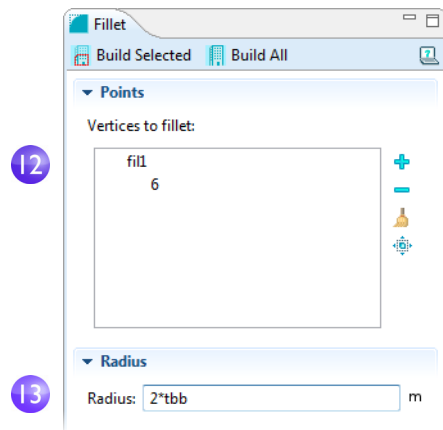 Fillet
Build Selected Build All
Points
Vertices to fillet:
12
fil1
6
Radius
13
Radius: 2*tbb m